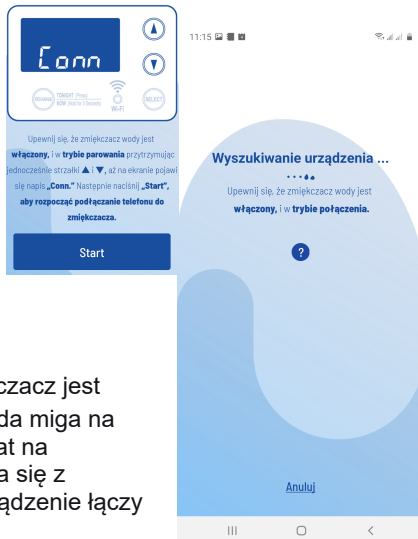 Conn
RECHARGE
TONIGHT (Press)
NOW (Hold for 3 Seconds)
Wi-Fi
SELECT
Upewnij się, że zmiękczacz wody jest
włączony, i w trybie parowania przytrzymując
jednocześnie strzałki ▲ i ▼, aż na ekranie pojawi
się napis „Conn.” Następnie naciśnij „Start”,
aby rozpocząć podłączanie telefonu do
zmiękczacza.
Start
czacz jest
da miga na
at na
a się z
ądzenie łączy
11:15
Wyszukiwanie urządzenia ...
Upewnij się, że zmiękczacz wody jest
włączony, i w trybie połączenia.
?
Anuluj